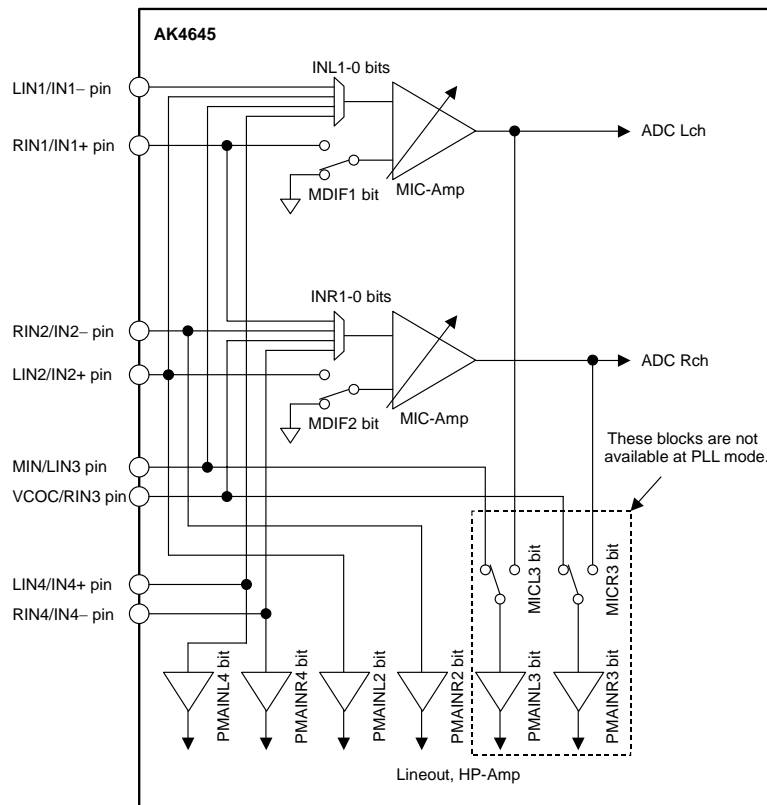 AK4645
INL1-0 bits
LIN1/IN1− pin
ADC Lch
RIN1/IN1+ pin
MDIF1 bit
MIC-Amp
INR1-0 bits
RIN2/IN2− pin
ADC Rch
LIN2/IN2+ pin
MDIF2 bit
MIC-Amp
These blocks are not
available at PLL mode.
MIN/LIN3 pin
VCOC/RIN3 pin
MICL3 bit
MICR3 bit
LIN4/IN4+ pin
RIN4/IN4− pin
PMAINL4 bit
PMAINR4 bit
PMAINL2 bit
PMAINR2 bit
PMAINL3 bit
PMAINR3 bit
Lineout, HP-Amp